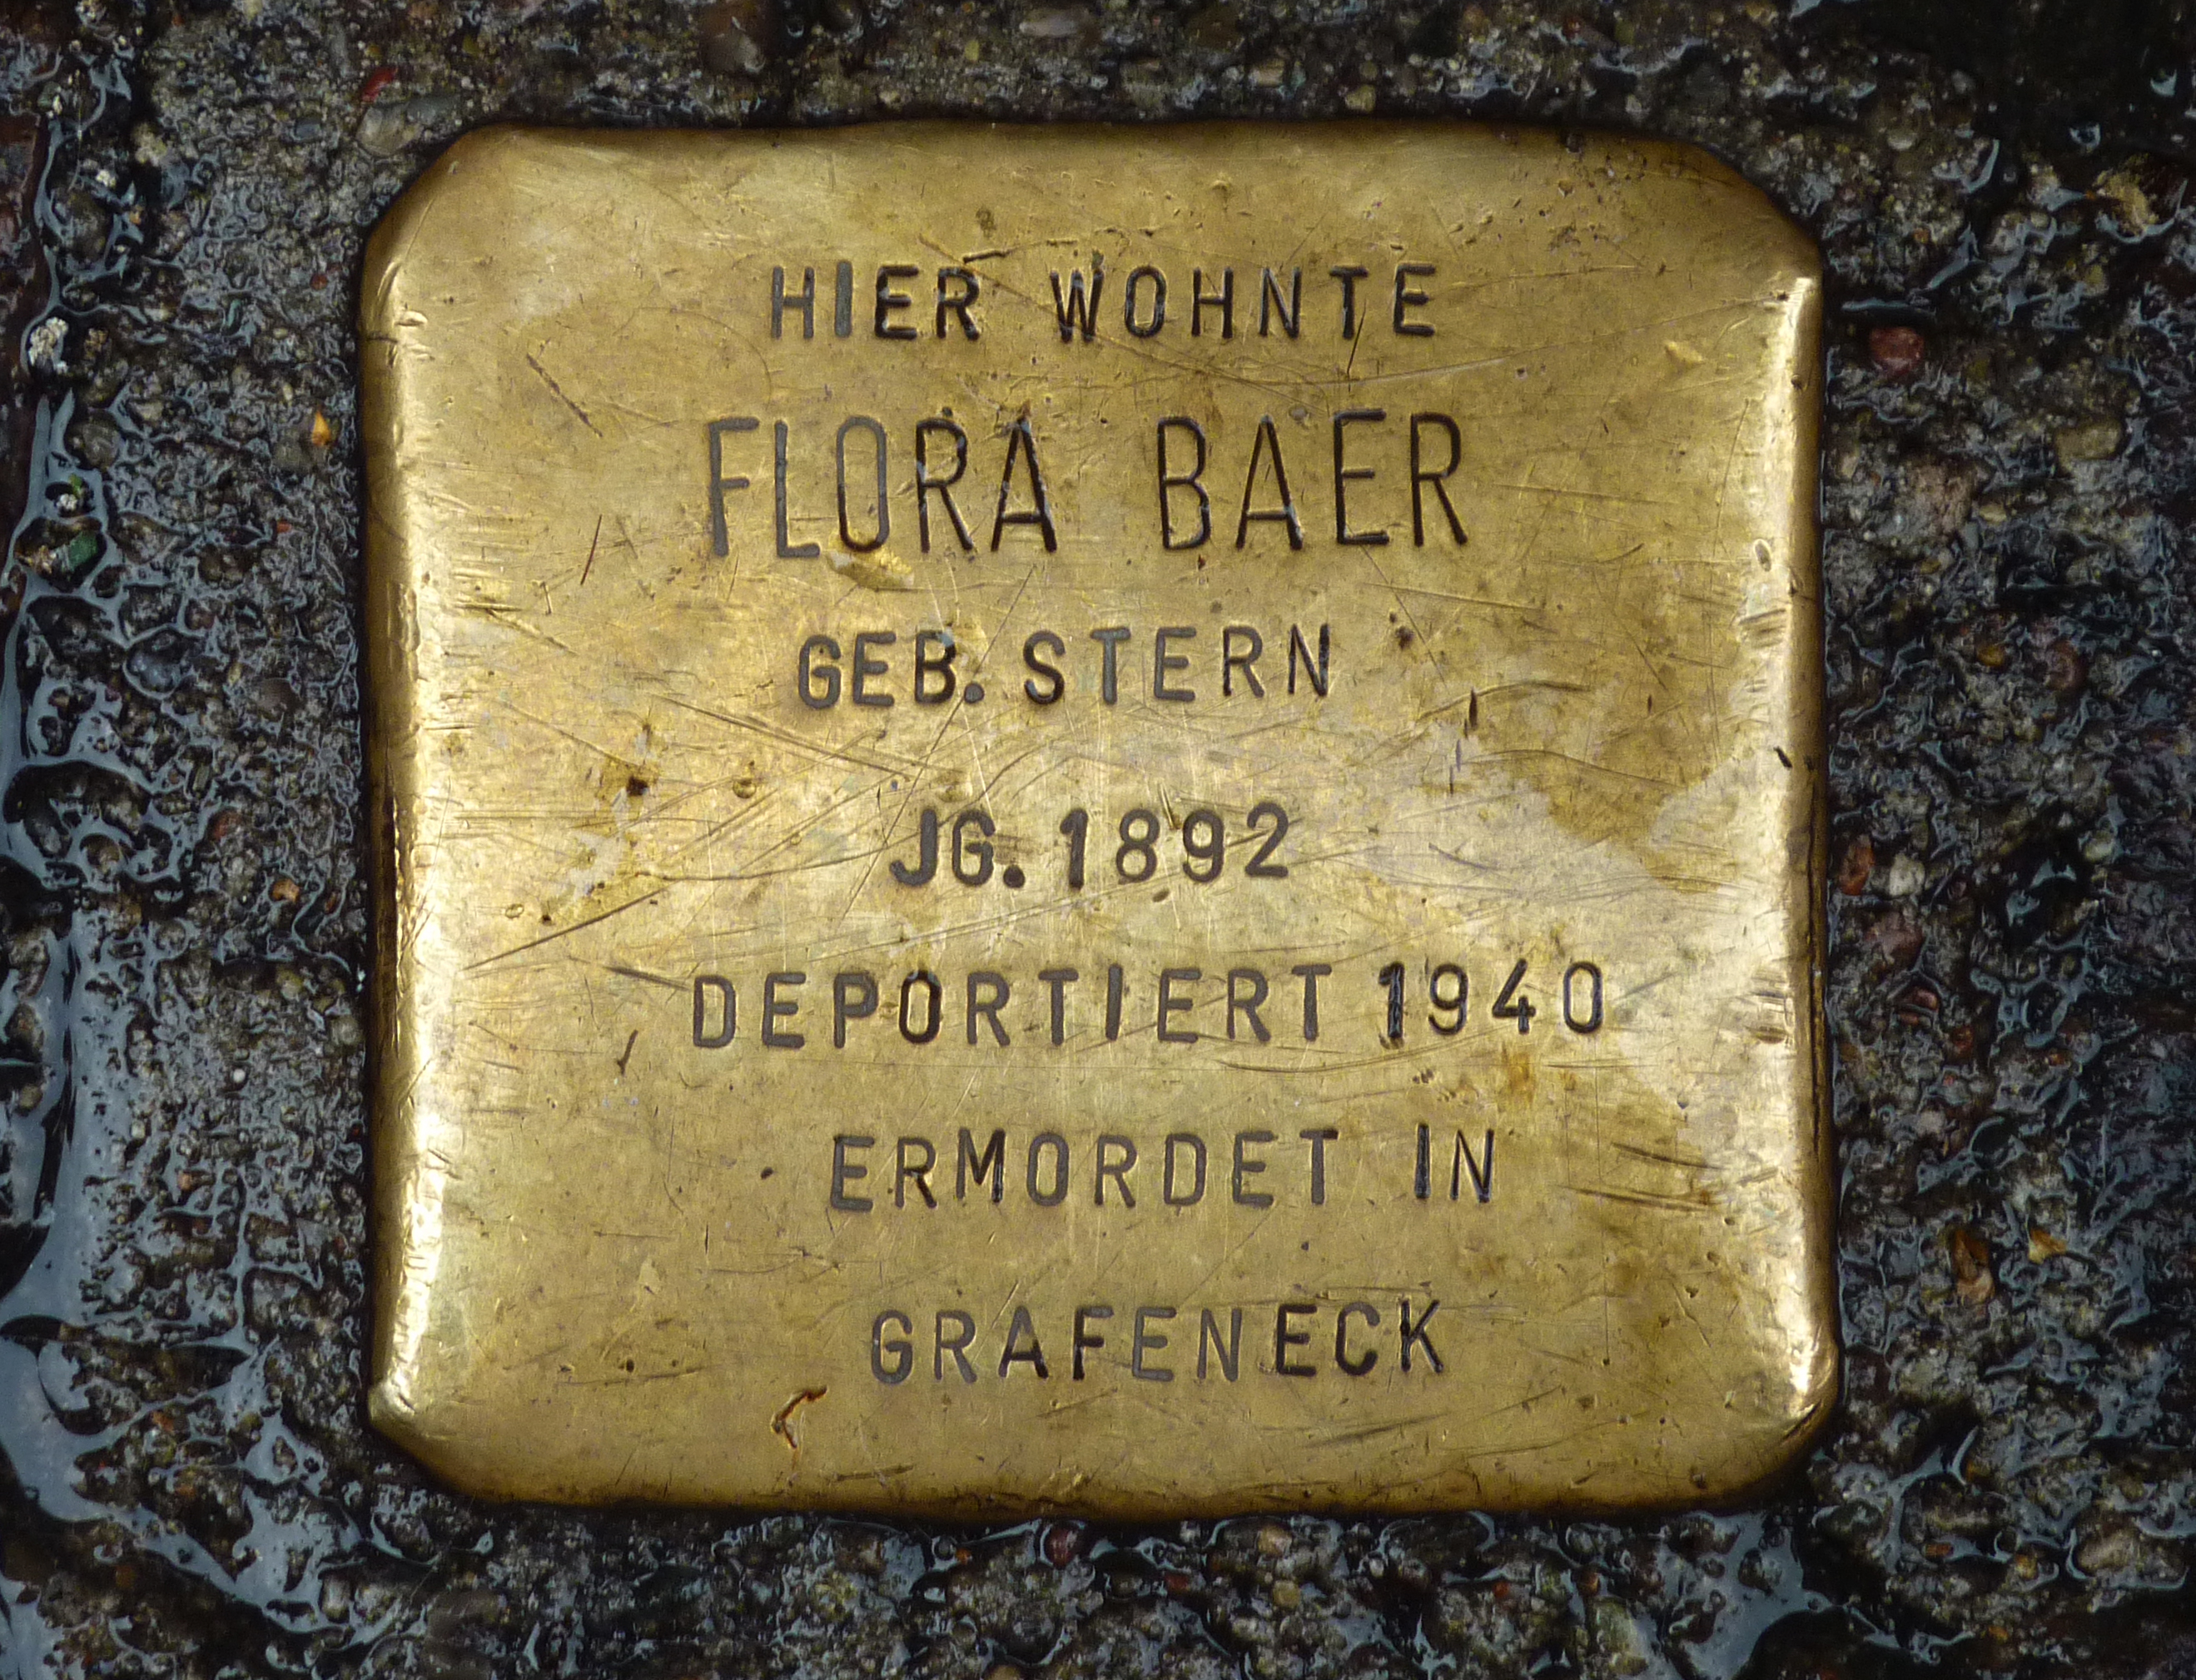 HIER WOHNTE
FLORA BAER
GEB. STERN
JG. 1892
DEPORTIERT 1940
ERMORDET IN
GRAFENECK